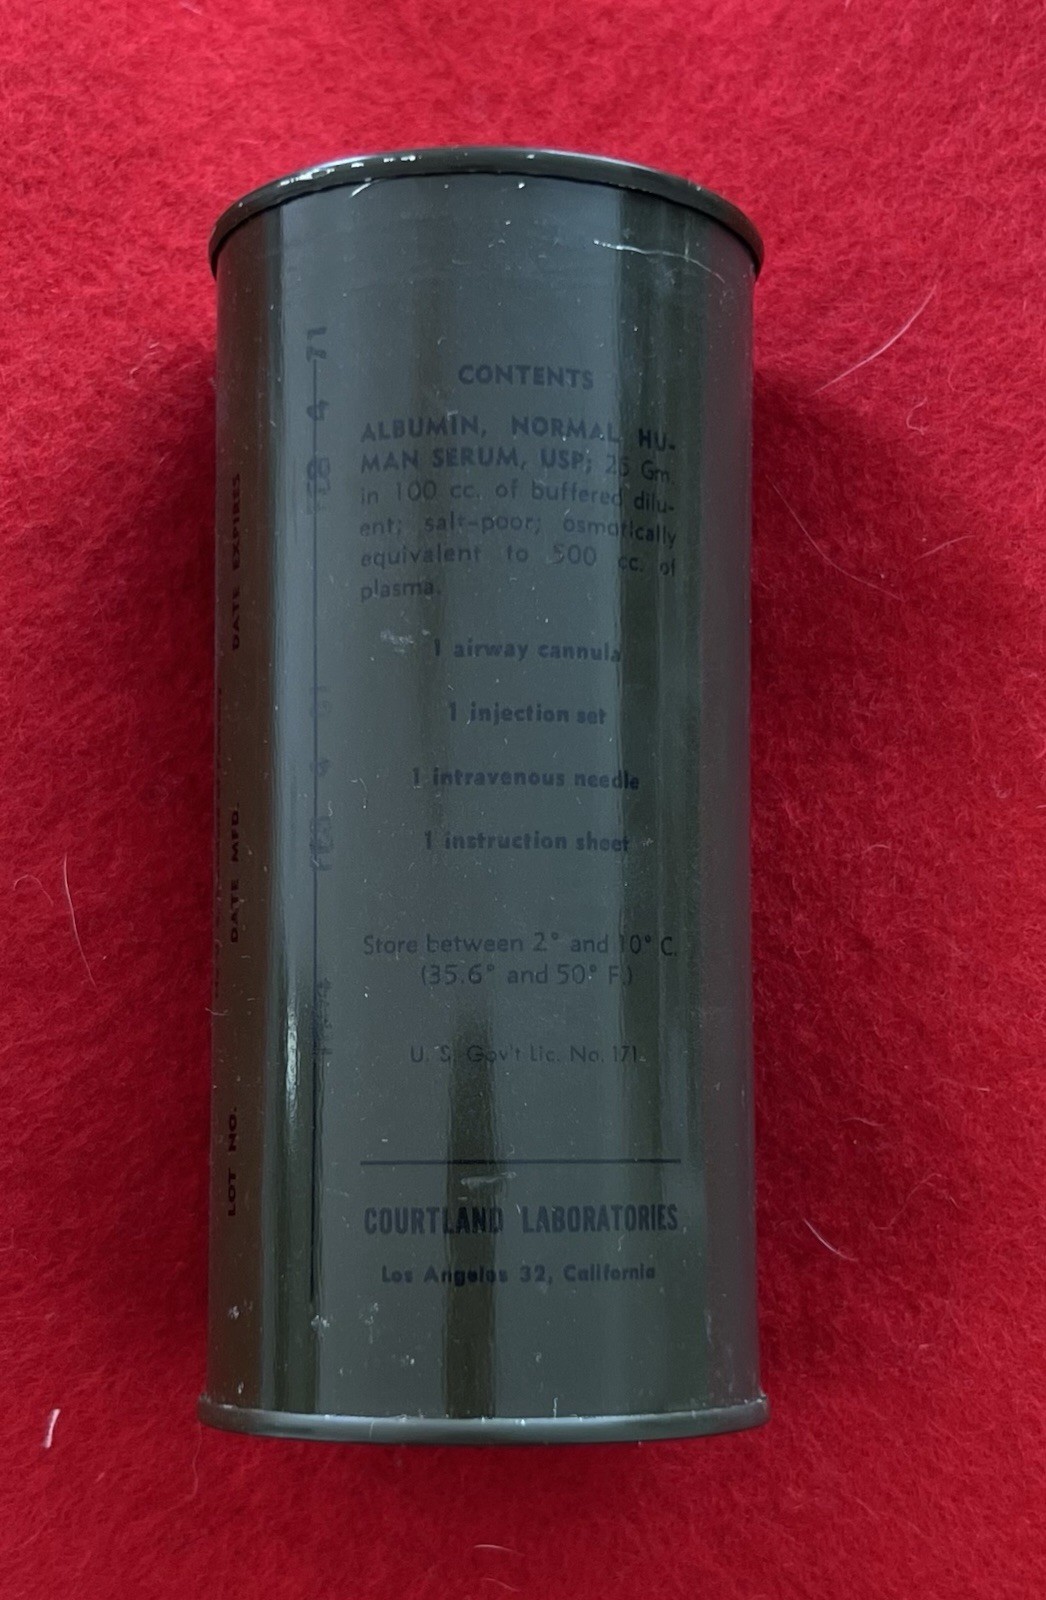 CONTENTS
ALBUMIN, NORMAL HU-
MAN SERUM, USP; 25 Gm.
in 100 cc. of buffered dilu-
ent; salt-poor; osmotically
equivalent to 500 cc. of
plasma.
1 airway cannula
1 injection set
1 intravenous needle
1 instruction sheet
Store between 2° and 10° C.
(35.6° and 50° F.)
U. S. Gov't Lic. No. 171
COURTLAND LABORATORIES
Los Angeles 32, California
LOT NO.
DATE MFD.
DATE EXPIRES
FEB 4 71